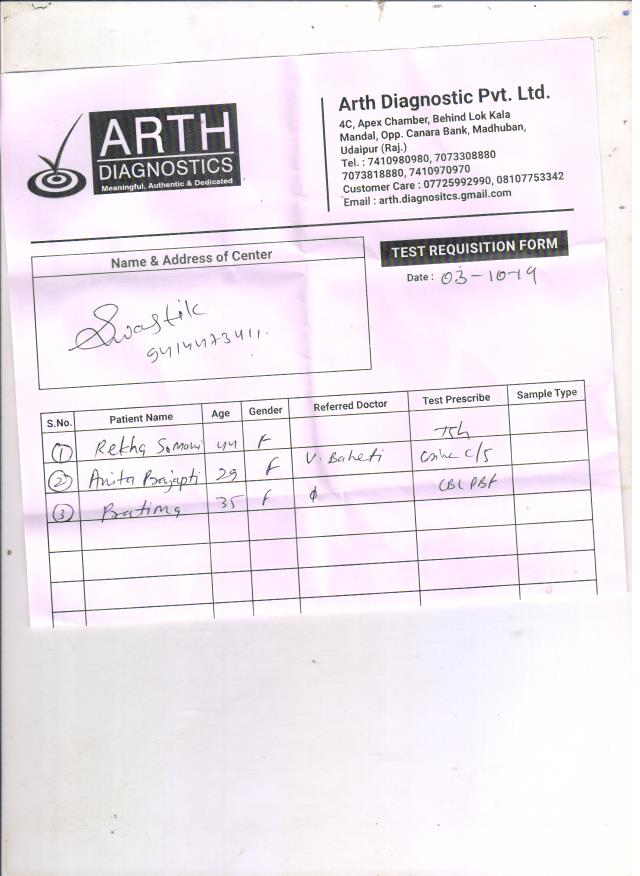 ARTH
DIAGNOSTICS
Meaningful, Authentic & Dedicated
Arth Diagnostic Pvt. Ltd.
4C, Apex Chamber, Behind Lok Kala
Mandal, Opp. Canara Bank, Madhuban,
Udaipur (Raj.)
Tel. : 7410980980, 7073308880
7073818880, 7410970970
Customer Care : 07725992990, 08107753342
Email : arth.diagnositcs.gmail.com
Name & Address of Center
Swastik
9414473411.
TEST REQUISITION FORM
Date : 03-10-19
S.No. Patient Name Age Gender Referred Doctor Test Prescribe Sample Type
1 Rekha Somani 44 F Tsh
2 Anita 29 F V. Baheti c/s
3 35 F CBC PBF